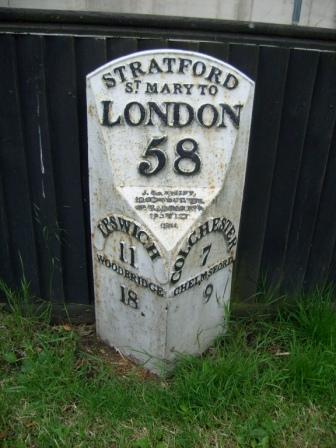 STRATFORD
ST MARY TO
LONDON
58
IPSWICH
11
WOODBRIDGE
18
COLCHESTER
7
CHELMSFORD
9